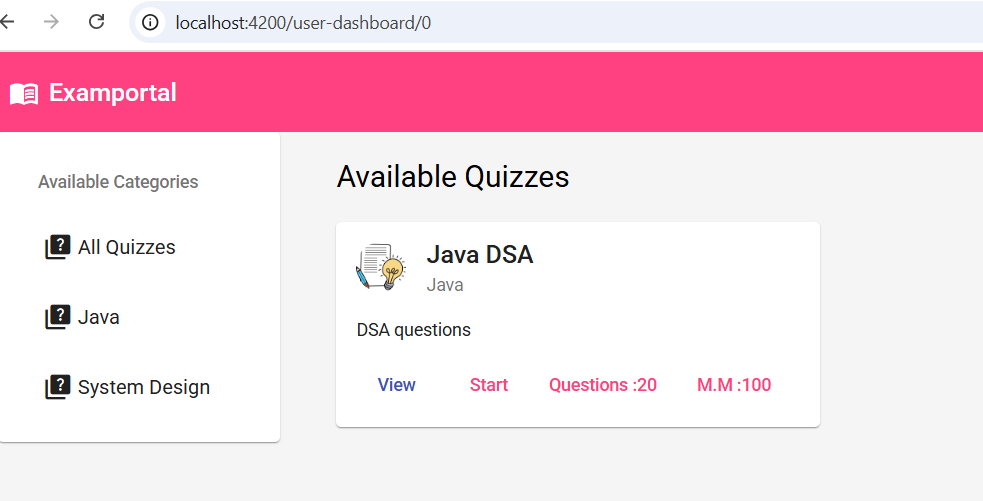 localhost:4200/user-dashboard/0
Examportal
Available Categories
All Quizzes
Java
System Design
Available Quizzes
Java DSA
Java
DSA questions
View Start Questions :20 M.M :100